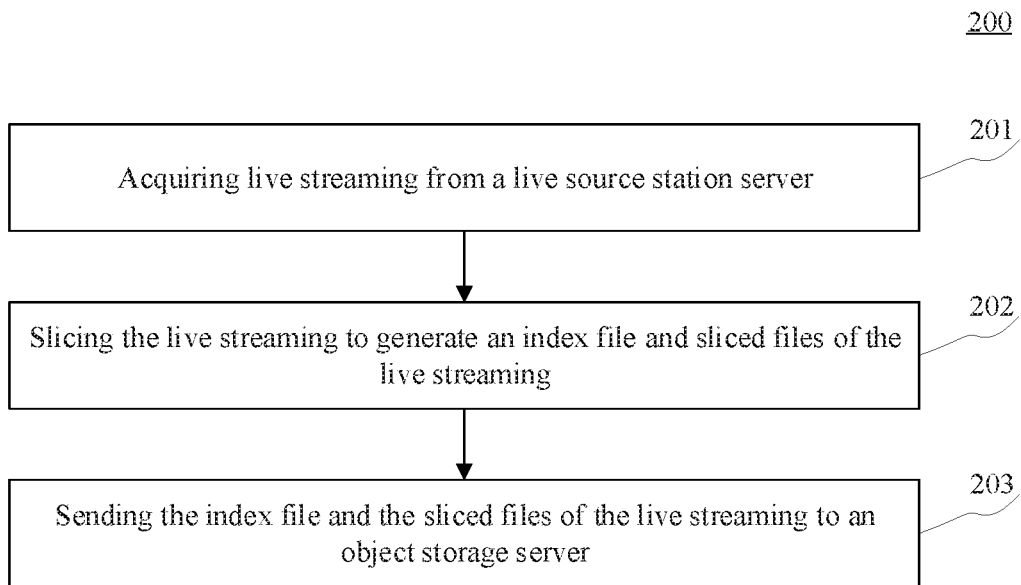 200
201
Acquiring live streaming from a live source station server
202
Slicing the live streaming to generate an index file and sliced files of the
live streaming
203
Sending the index file and the sliced files of the live streaming to an
object storage server